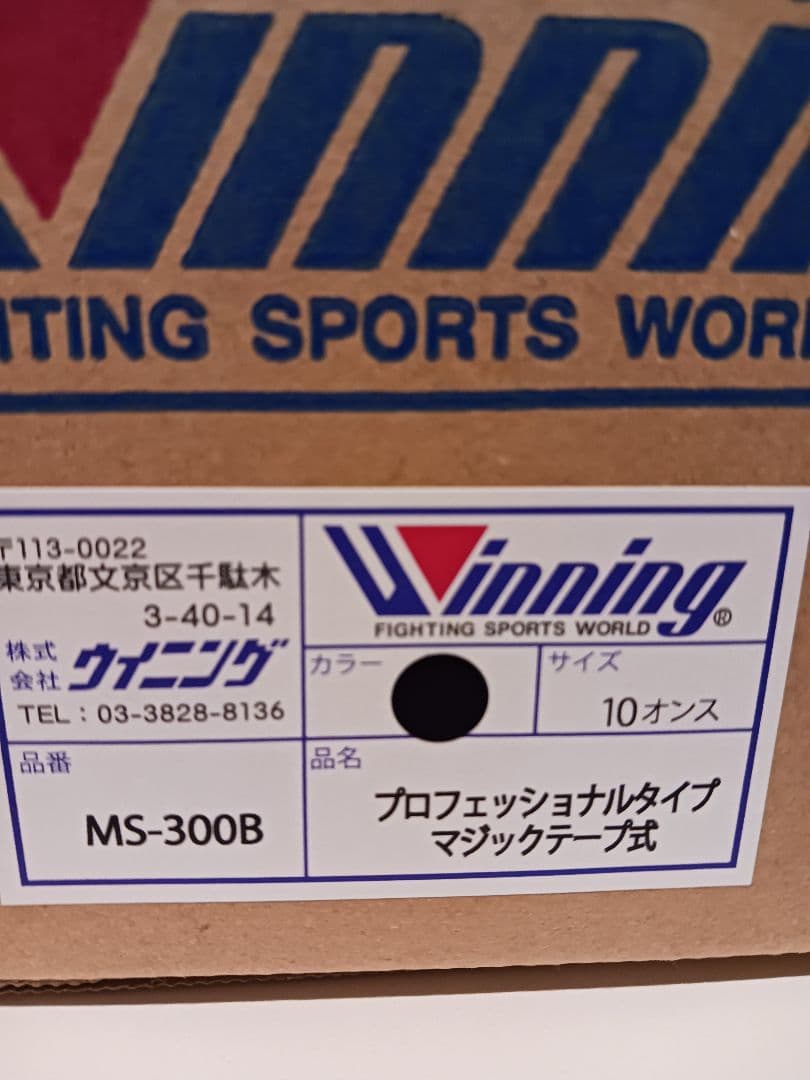 Winni
HTING SPORTS WORL
〒113-0022
東京都文京区千駄木
3-40-14
株式会社 ウイニング
TEL：03-3828-8136
Winning®
FIGHTING SPORTS WORLD
カラー
サイズ
10オンス
品番
MS-300B
品名
プロフェッショナルタイプ
マジックテープ式